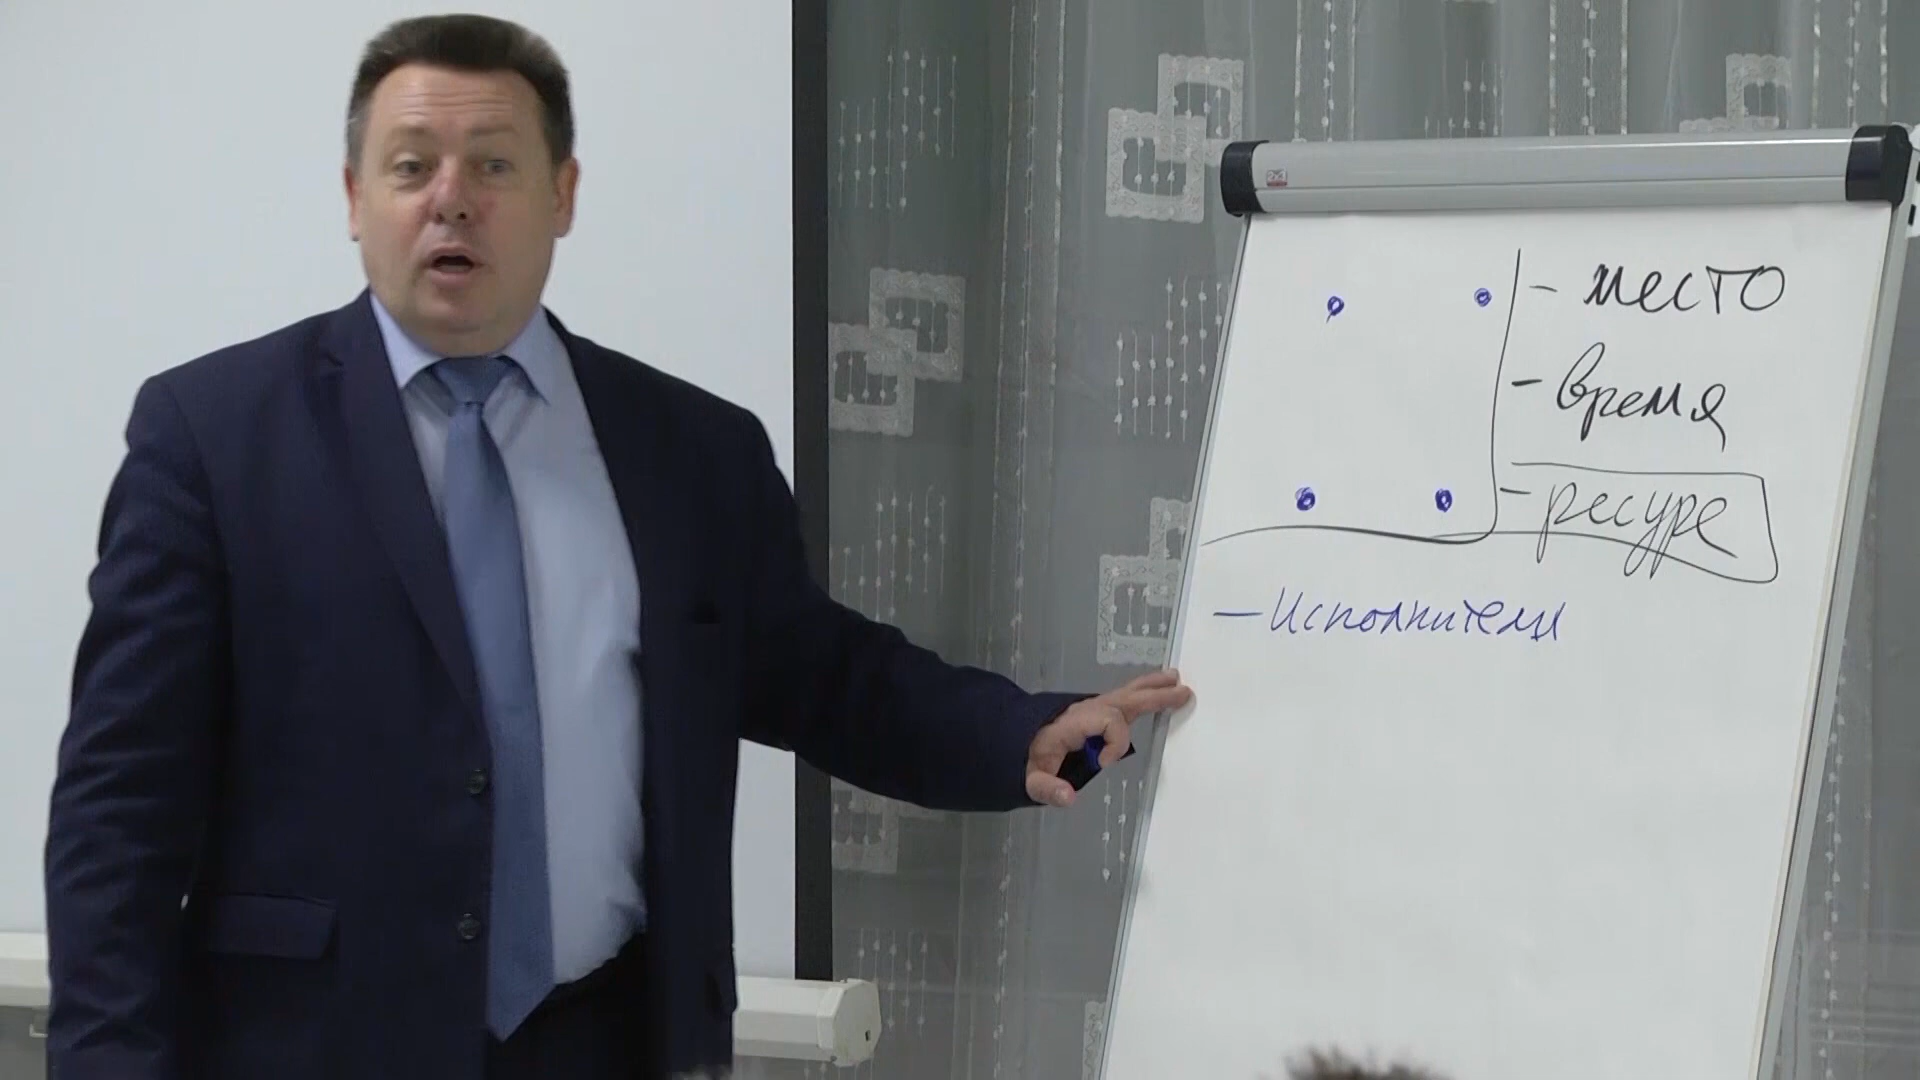 - место
- время
- ресурс
- Исполнители